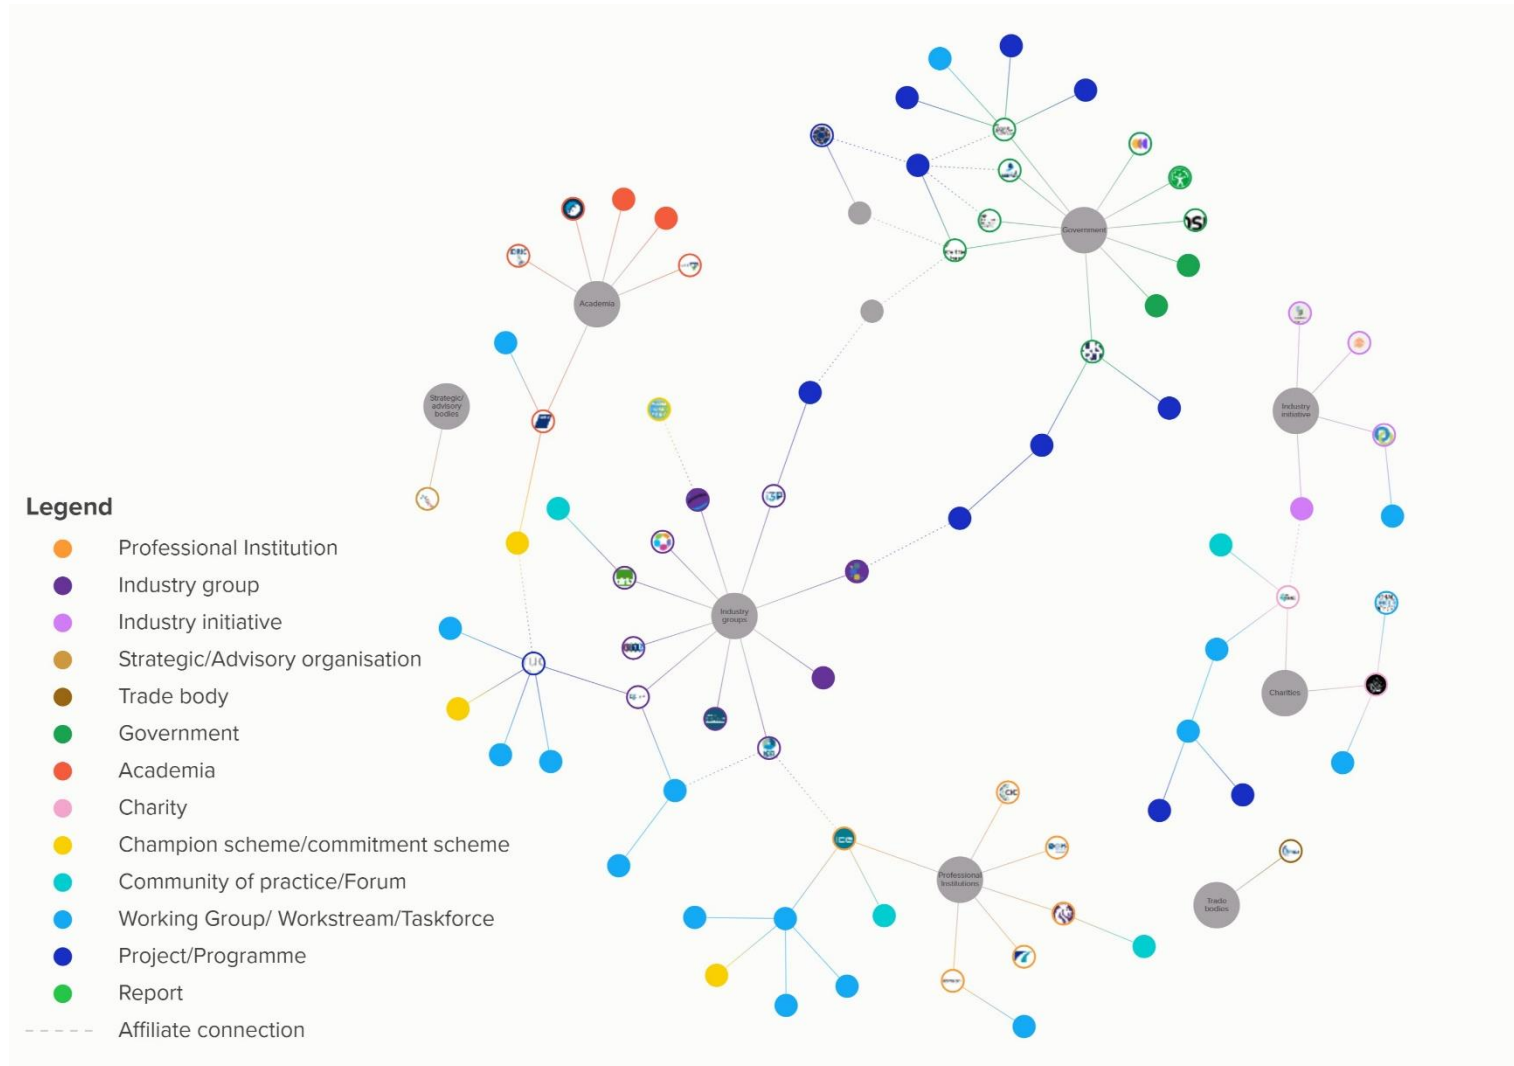 Government
Academia
Strategic/
advisory
bodies
Industry
initiative
i3P
Industry
groups
Charities
Professional
Institutions
Trade
bodies
Legend
Professional Institution
Industry group
Industry initiative
Strategic/Advisory organisation
Trade body
Government
Academia
Charity
Champion scheme/commitment scheme
Community of practice/Forum
Working Group/ Workstream/Taskforce
Project/Programme
Report
Affiliate connection